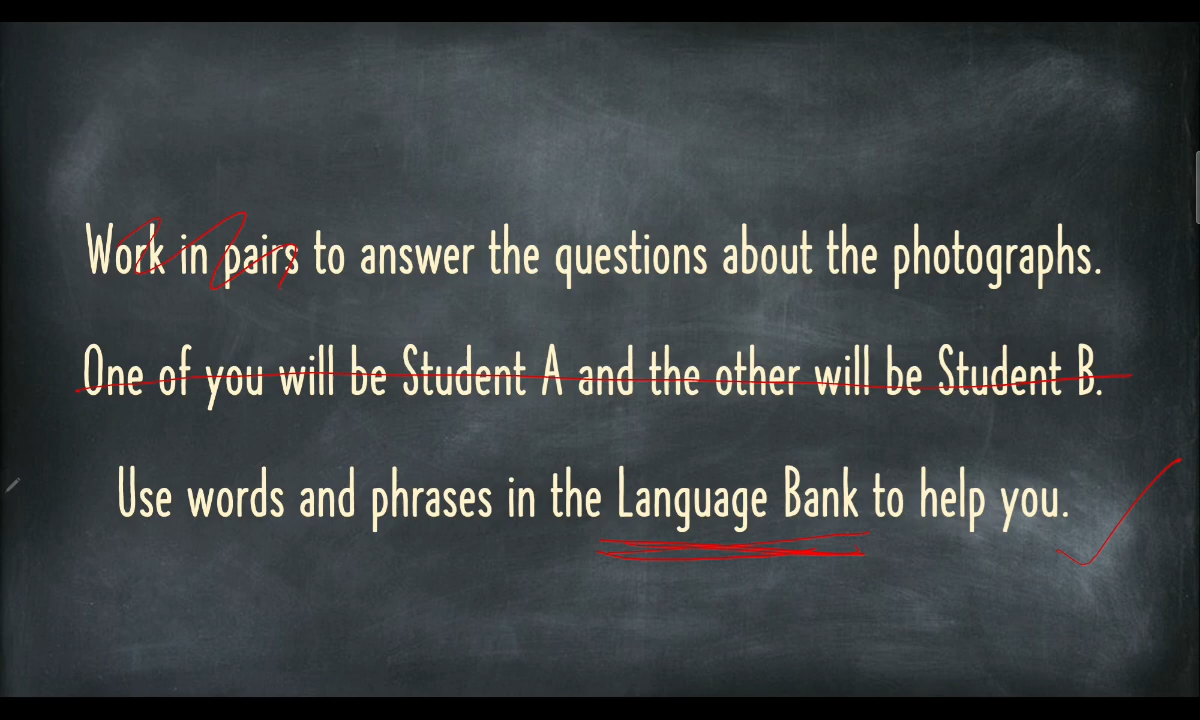 Work in pairs to answer the questions about the photographs.
One of you will be Student A and the other will be Student B.
Use words and phrases in the Language Bank to help you.